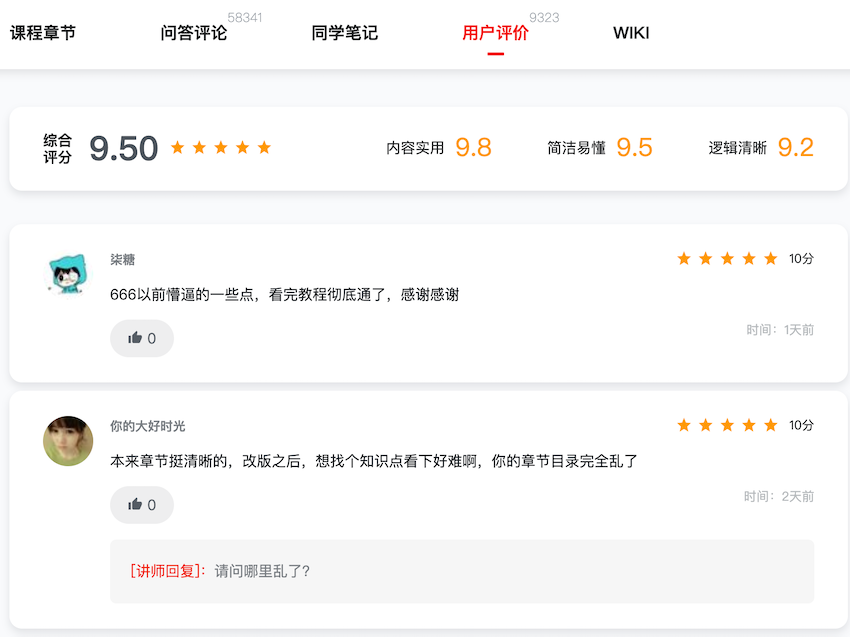 课程章节
问答评论 58341
同学笔记
用户评价 9323
WIKI
综合评分 9.50
内容实用 9.8
简洁易懂 9.5
逻辑清晰 9.2
柒糖
10分
666以前懵逼的一些点，看完教程彻底通了，感谢感谢
0
时间：1天前
你的大好时光
10分
本来章节挺清晰的，改版之后，想找个知识点看下好难啊，你的章节目录完全乱了
0
时间：2天前
[讲师回复]：请问哪里乱了?